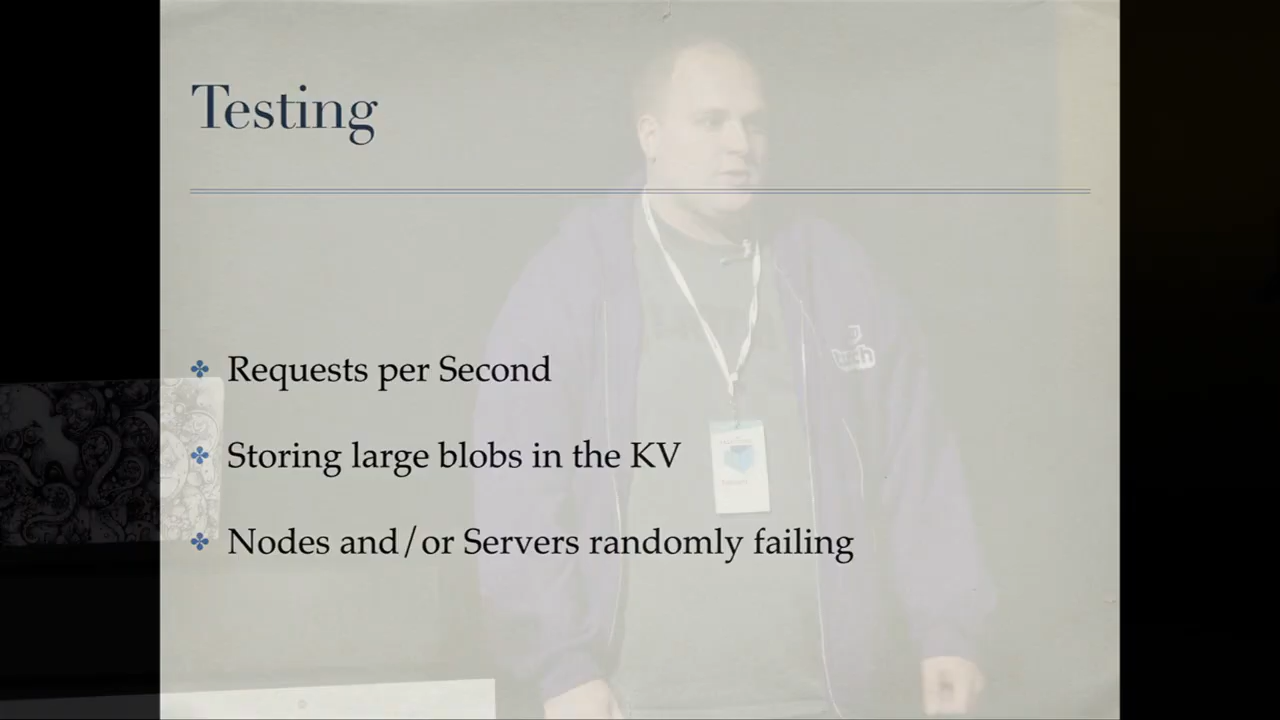 Testing
Requests per Second
Storing large blobs in the KV
Nodes and/or Servers randomly failing